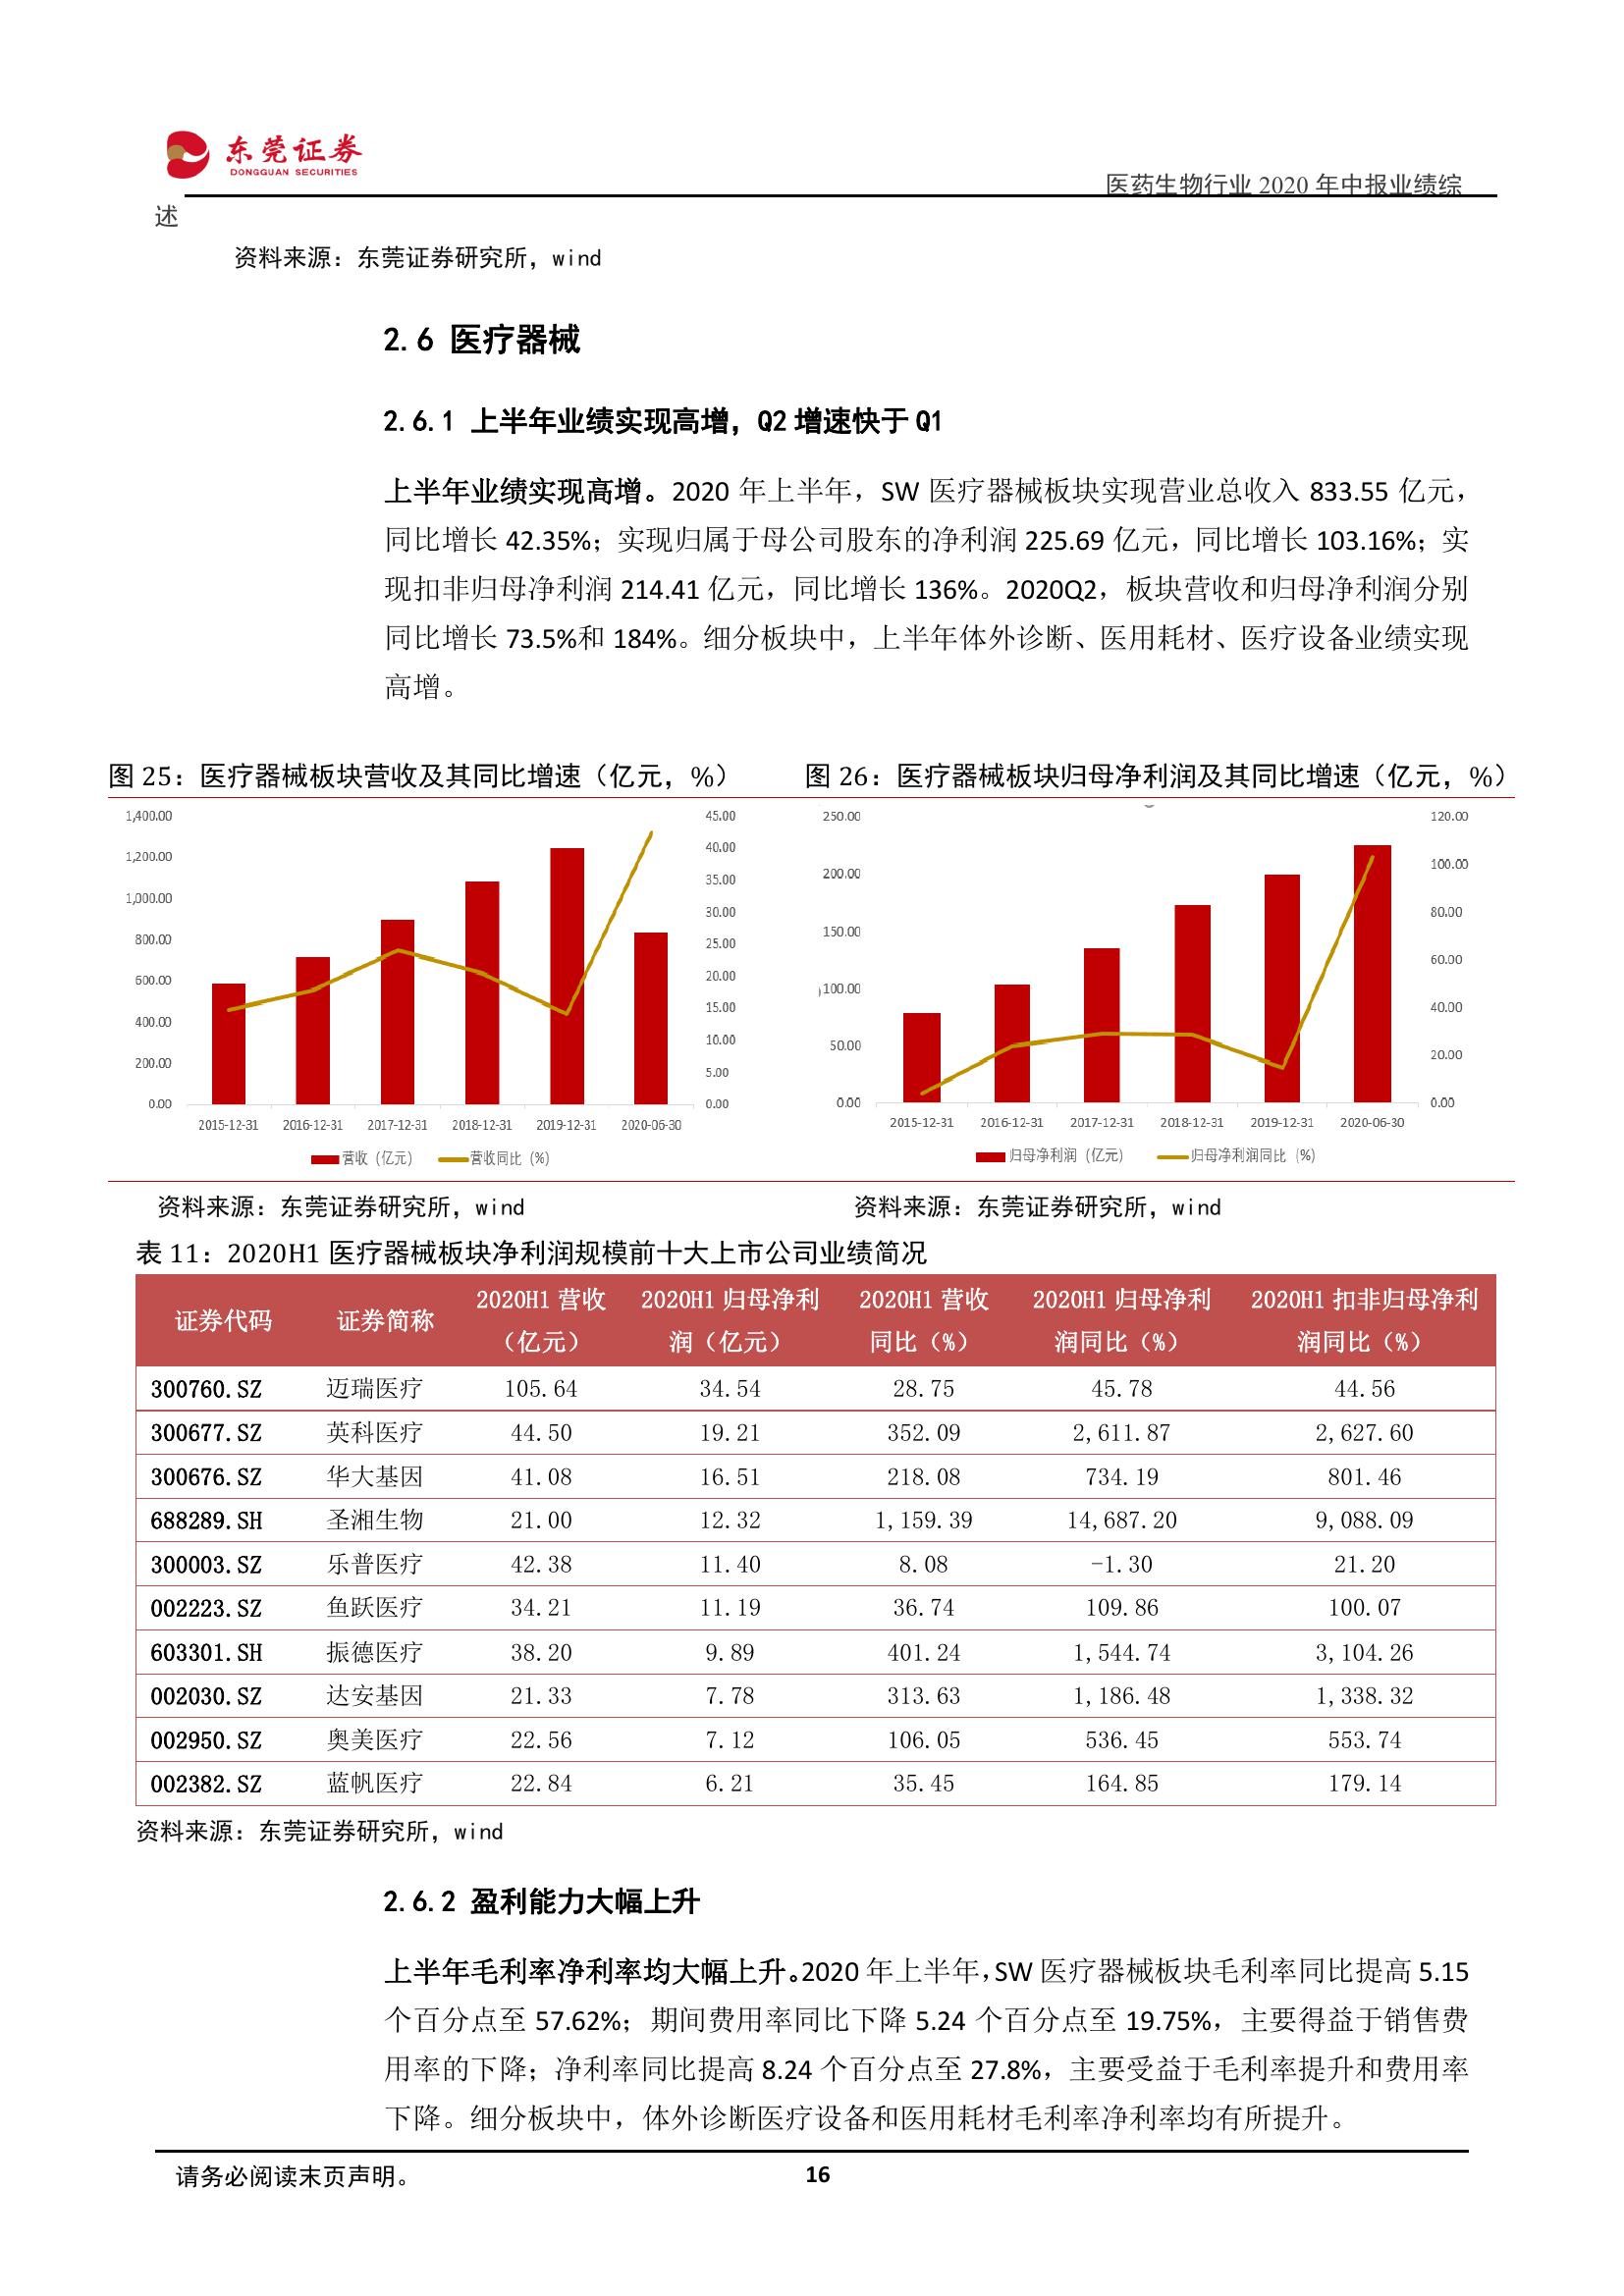 东莞证券
DONGGUAN SECURITIES
医药生物行业 2020 年中报业绩综
述
资料来源：东莞证券研究所，wind
2.6 医疗器械
2.6.1 上半年业绩实现高增，Q2 增速快于 Q1
上半年业绩实现高增。2020 年上半年，SW 医疗器械板块实现营业总收入 833.55 亿元，
同比增长 42.35%；实现归属于母公司股东的净利润 225.69 亿元，同比增长 103.16%；实
现扣非归母净利润 214.41 亿元，同比增长 136%。2020Q2，板块营收和归母净利润分别
同比增长 73.5%和 184%。细分板块中，上半年体外诊断、医用耗材、医疗设备业绩实现
高增。
图 25：医疗器械板块营收及其同比增速（亿元，%）
1,400.00
1,200.00
1,000.00
800.00
600.00
400.00
200.00
0.00
45.00
40.00
35.00
30.00
25.00
20.00
15.00
10.00
5.00
0.00
2015-12-31 2016-12-31 2017-12-31 2018-12-31 2019-12-31 2020-06-30
营收（亿元） 营收同比（%）
图 26：医疗器械板块归母净利润及其同比增速（亿元，%）
250.00
200.00
150.00
100.00
50.00
0.00
120.00
100.00
80.00
60.00
40.00
20.00
0.00
2015-12-31 2016-12-31 2017-12-31 2018-12-31 2019-12-31 2020-06-30
归母净利润（亿元） 归母净利润同比（%）
资料来源：东莞证券研究所，wind
资料来源：东莞证券研究所，wind
表 11：2020H1 医疗器械板块净利润规模前十大上市公司业绩简况
证券代码 证券简称 2020H1 营收 2020H1 归母净利 2020H1 营收 2020H1 归母净利 2020H1 扣非归母净利
（亿元） 润（亿元） 同比（%） 润同比（%） 润同比（%）
300760.SZ 迈瑞医疗 105.64 34.54 28.75 45.78 44.56
300677.SZ 英科医疗 44.50 19.21 352.09 2,611.87 2,627.60
300676.SZ 华大基因 41.08 16.51 218.08 734.19 801.46
688289.SH 圣湘生物 21.00 12.32 1,159.39 14,687.20 9,088.09
300003.SZ 乐普医疗 42.38 11.40 8.08 -1.30 21.20
002223.SZ 鱼跃医疗 34.21 11.19 36.74 109.86 100.07
603301.SH 振德医疗 38.20 9.89 401.24 1,544.74 3,104.26
002030.SZ 达安基因 21.33 7.78 313.63 1,186.48 1,338.32
002950.SZ 奥美医疗 22.56 7.12 106.05 536.45 553.74
002382.SZ 蓝帆医疗 22.84 6.21 35.45 164.85 179.14
资料来源：东莞证券研究所，wind
2.6.2 盈利能力大幅上升
上半年毛利率净利率均大幅上升。2020 年上半年，SW 医疗器械板块毛利率同比提高 5.15
个百分点至 57.62%；期间费用率同比下降 5.24 个百分点至 19.75%，主要得益于销售费
用率的下降；净利率同比提高 8.24 个百分点至 27.8%，主要受益于毛利率提升和费用率
下降。细分板块中，体外诊断医疗设备和医用耗材毛利率净利率均有所提升。
请务必阅读末页声明。
16